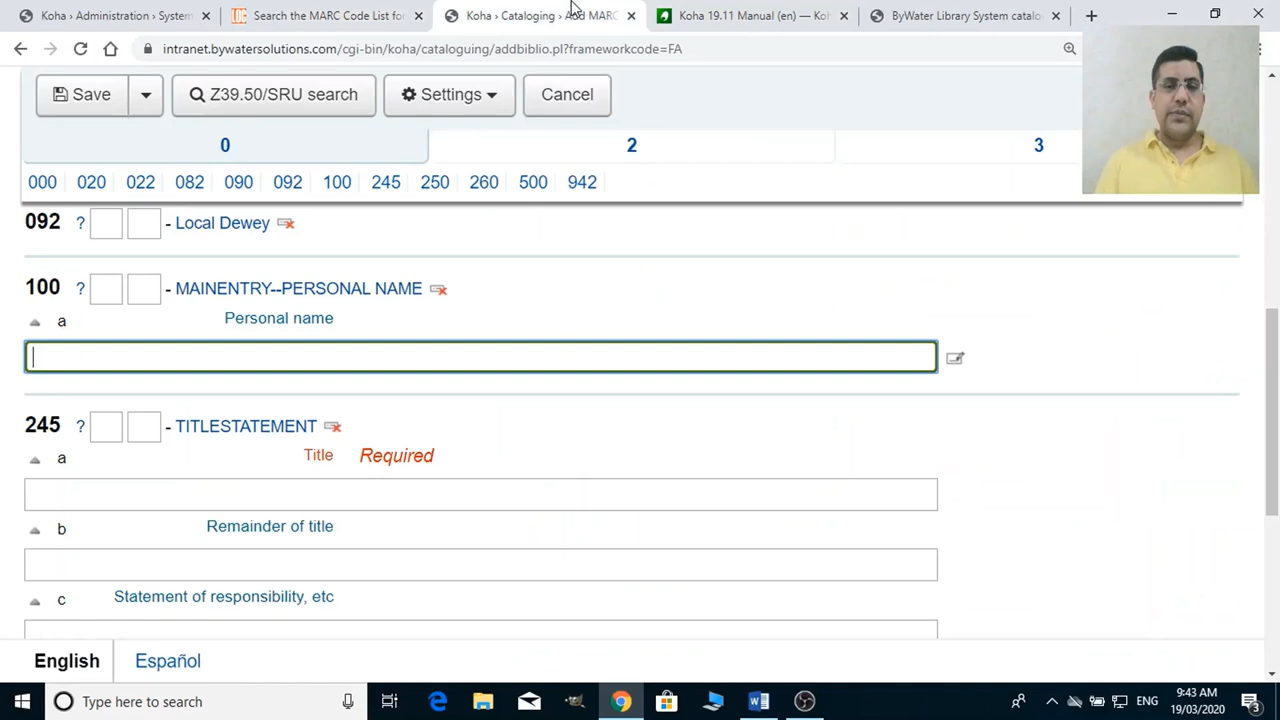 Koha › Administration › System
Search the MARC Code List for
Koha › Cataloging › Add MARC
Koha 19.11 Manual (en) — Koh
ByWater Library System catalo
intranet.bywatersolutions.com/cgi-bin/koha/cataloguing/addbiblio.pl?frameworkcode=FA
Save
Z39.50/SRU search
Settings
Cancel
0
2
3
000 020 022 082 090 092 100 245 250 260 500 942
092 ? - Local Dewey
100 ? - MAINENTRY--PERSONAL NAME
a Personal name
245 ? - TITLESTATEMENT
a Title Required
b Remainder of title
c Statement of responsibility, etc
English Español
Type here to search
ENG
9:43 AM
19/03/2020
3